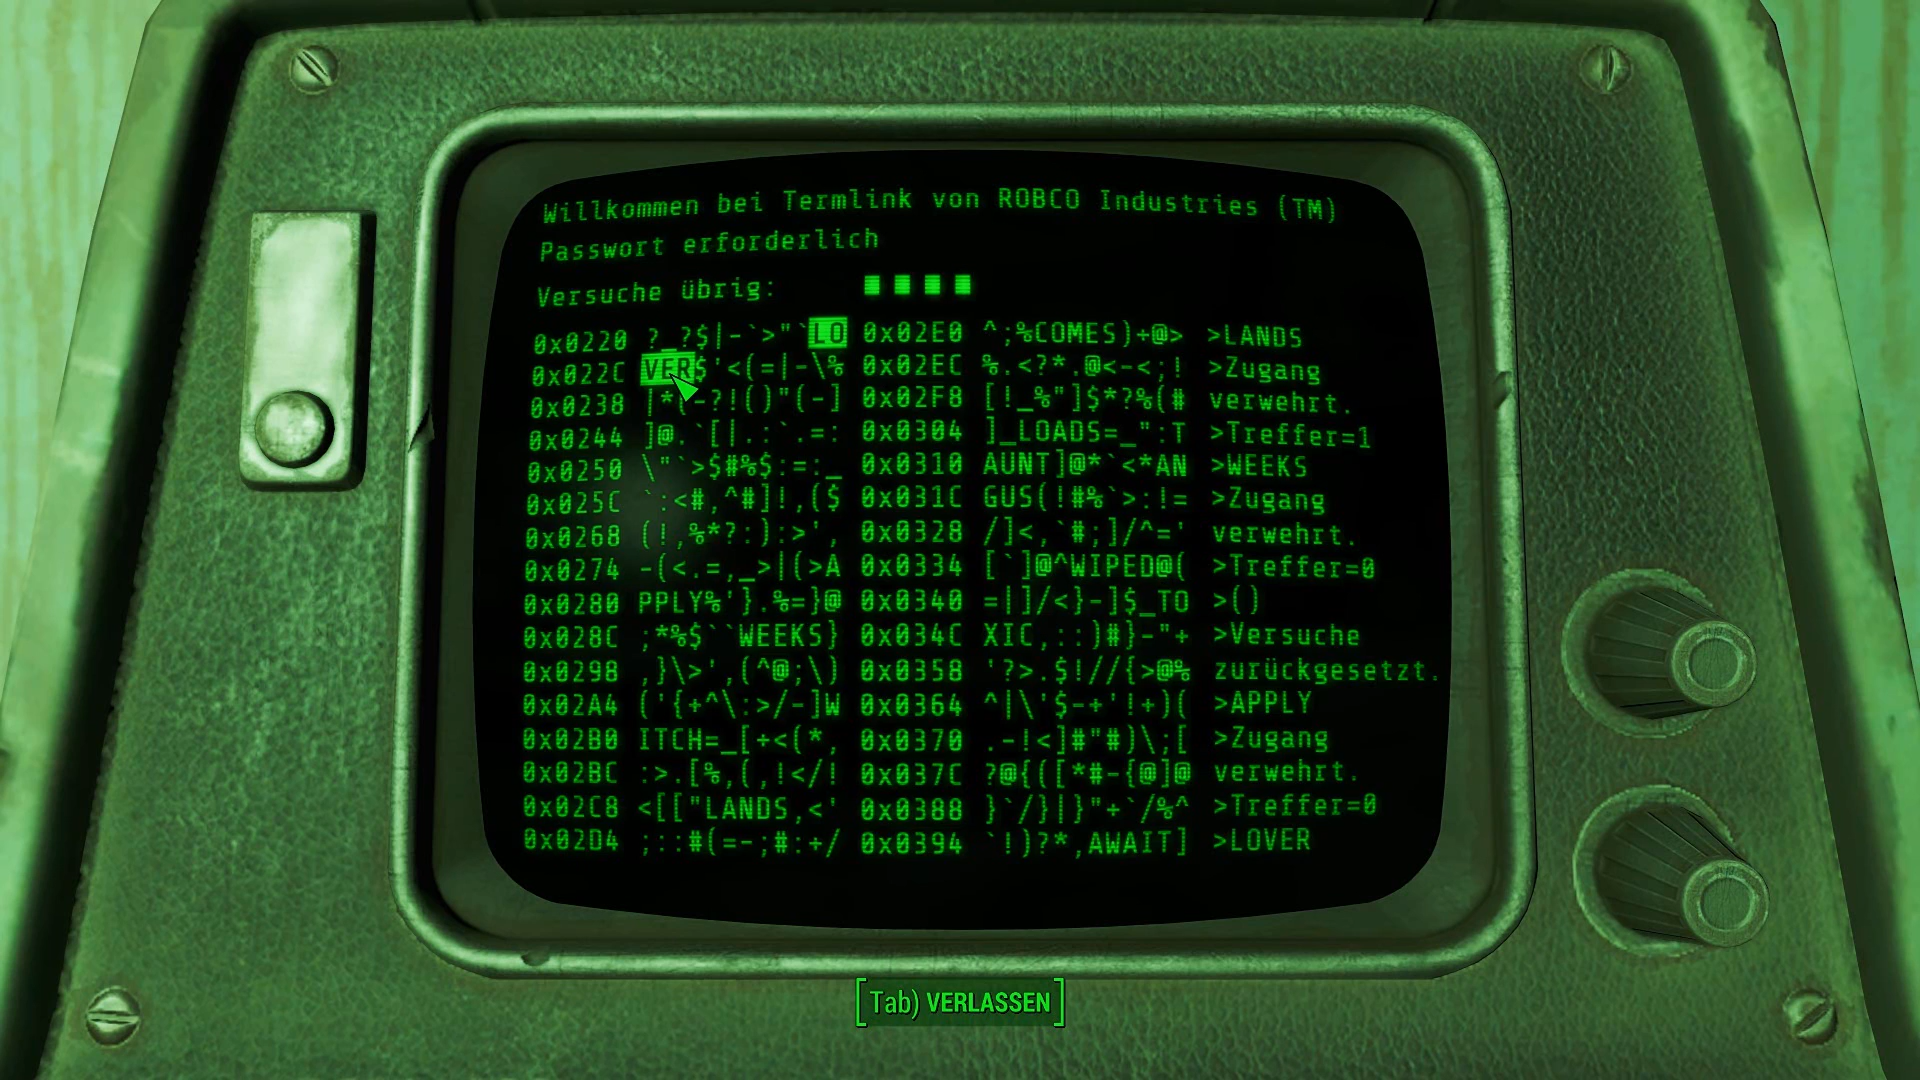 Willkommen bei Termlink von ROBCO Industries (TM)
Passwort erforderlich
Versuche übrig:
0x0220 ?_?$|-`>"`LO 0x02E0 ^;%COMES)+@> >LANDS
0x022C VER$'<(=|-\% 0x02EC %.<?*.@<-<;! >Zugang
0x0238 |*(-?!()"(-] 0x02F8 [!_%"]$*?%(# verwehrt.
0x0244 ]@.`[|.:`.=: 0x0304 ]_LOADS=_":T >Treffer=1
0x0250 \"`>$#%$:=:_ 0x0310 AUNT]@*`<*AN >WEEKS
0x025C `:<#,^#]!,($ 0x031C GUS(!#%`>:!= >Zugang
0x0268 (!,%*?:):>', 0x0328 /]<,`#;]/^=' verwehrt.
0x0274 -(<.=,_>|(>A 0x0334 [`]@^WIPED@( >Treffer=0
0x0280 PPLY%'}.%=}@ 0x0340 =|]/<}-]$_TO >()
0x028C ;*%$``WEEKS} 0x034C XIC,::)#}-"+ >Versuche
0x0298 ,}\>',(^@;\) 0x0358 '?>.$!//{>@% zurückgesetzt.
0x02A4 ('{+^\:>/-]W 0x0364 ^|\'$-+'!+)( >APPLY
0x02B0 ITCH=_[+<(*, 0x0370 .-!<]#"#)\;[ >Zugang
0x02BC :>.[%,(,!</! 0x037C ?@{([*#-{@]@ verwehrt.
0x02C8 <[["LANDS,<' 0x0388 }`/}|}"+`/%^ >Treffer=0
0x02D4 ;::#(=-;#:+/ 0x0394 `!)?*,AWAIT] >LOVER
[Tab) VERLASSEN]